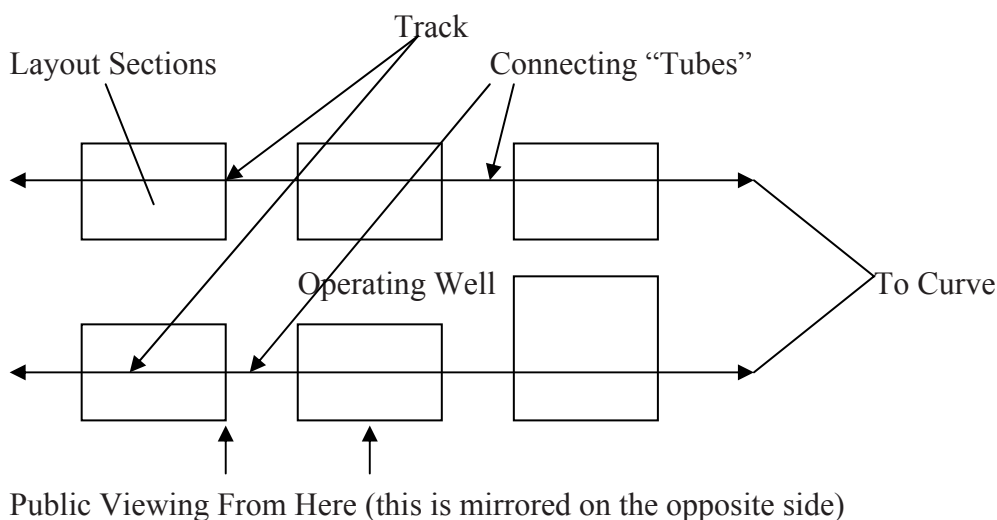 Track
Layout Sections
Connecting “Tubes”
Operating Well
To Curve
Public Viewing From Here (this is mirrored on the opposite side)